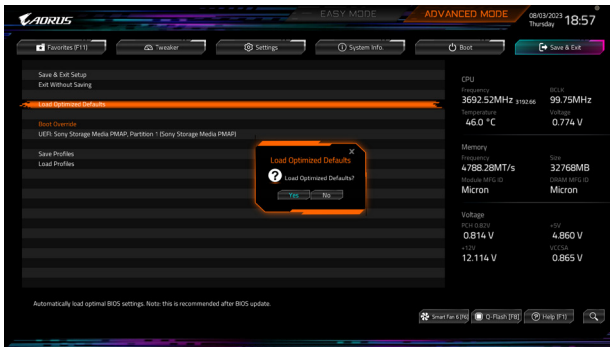 AORUS
EASY MODE
ADVANCED MODE
08/03/2023
Thursday
18:57
Favorites (F11)
Tweaker
Settings
System Info.
Boot
Save & Exit
Save & Exit Setup
Exit Without Saving
Load Optimized Defaults
Boot Override
UEFI: Sony Storage Media PMAP, Partition 1 (Sony Storage Media PMAP)
Save Profiles
Load Profiles
Load Optimized Defaults
X
Load Optimized Defaults?
Yes
No
CPU
Frequency
BCLK
3692.52MHz 3192.66
99.75MHz
Temperature
Voltage
46.0 °C
0.774 V
Memory
Frequency
Size
4788.28MT/s
32768MB
Module MFG ID
DRAM MFG ID
Micron
Micron
Voltage
PCH 0.82V
+5V
0.814 V
4.860 V
+12V
VCCSA
12.114 V
0.865 V
Automatically load optimal BIOS settings. Note: this is recommended after BIOS update.
Smart Fan 6 [F6]
Q-Flash [F8]
Help (F1)